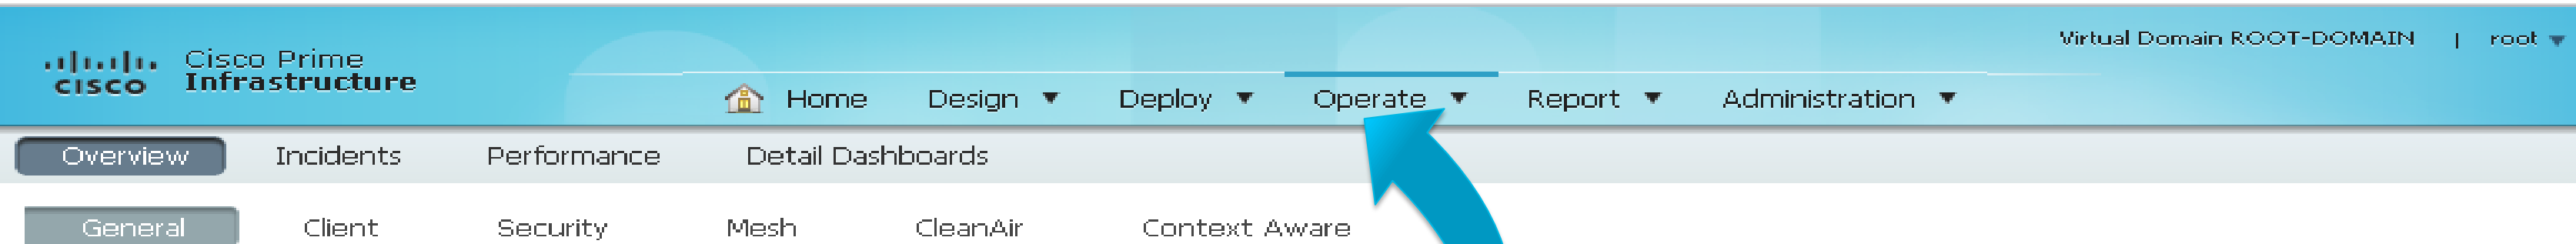 Virtual Domain ROOT-DOMAIN | root
CISCO Cisco Prime
Infrastructure
Home Design Deploy Operate Report Administration
Overview Incidents Performance Detail Dashboards
General Client Security Mesh CleanAir Context Aware